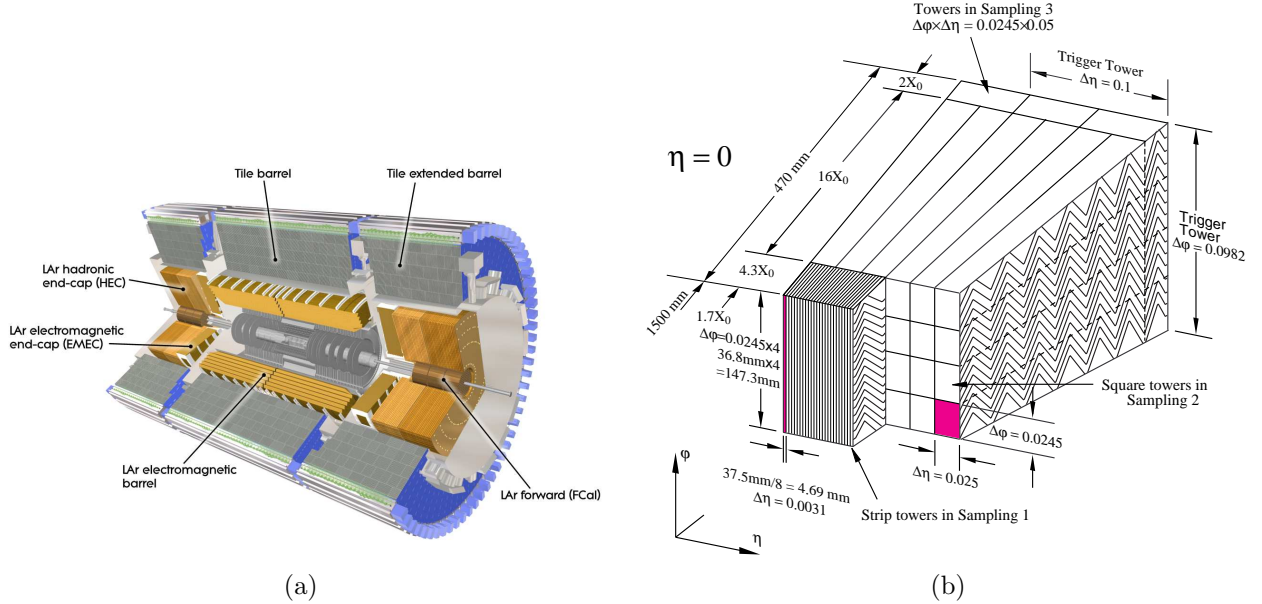 Tile barrel
Tile extended barrel
LAr hadronic
end-cap (HEC)
LAr electromagnetic
end-cap (EMEC)
LAr electromagnetic
barrel
LAr forward (FCal)
(a)
Towers in Sampling 3
Δφ×Δη = 0.0245×0.05
Trigger Tower
Δη = 0.1
2X0
η = 0
470 mm
16X0
Trigger
Tower
Δφ = 0.0982
4.3X0
1500 mm
1.7X0
Δφ=0.0245x4
36.8mmx4
=147.3mm
Square towers in
Sampling 2
Δφ = 0.0245
Δη = 0.025
37.5mm/8 = 4.69 mm
Δη = 0.0031
Strip towers in Sampling 1
φ
η
(b)